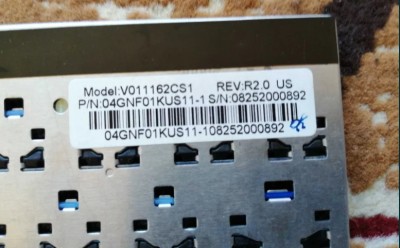 Model:V011162CS1 REV:R2.0 US
P/N:04GNF01KUS11-1 S/N:08252000892
04GNF01KUS11-108252000892